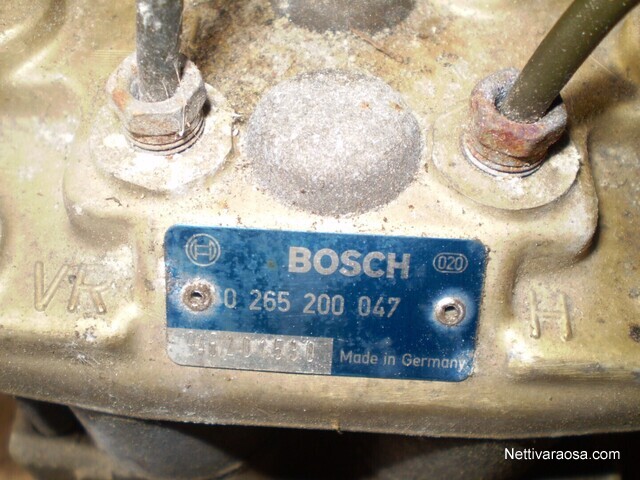 BOSCH
020
0 265 200 047
Made in Germany
VR
H
Nettivaraosa.com